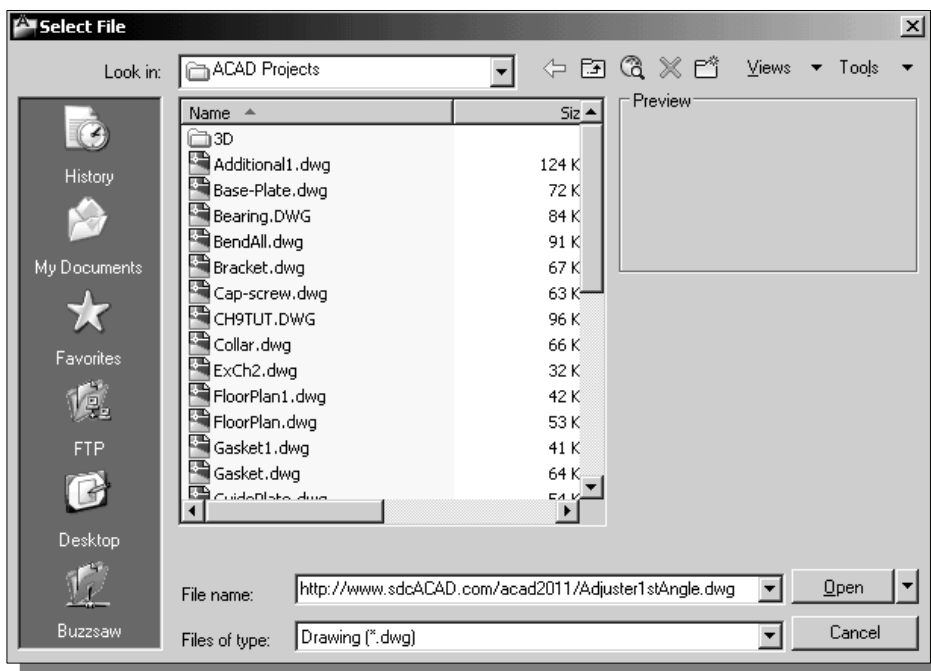 Select File
Look in: ACAD Projects Views Tools
History
My Documents
Favorites
FTP
Desktop
Buzzsaw
Name Siz
3D
Additional1.dwg 124 K
Base-Plate.dwg 72 K
Bearing.DWG 84 K
BendAll.dwg 91 K
Bracket.dwg 67 K
Cap-screw.dwg 63 K
CH9TUT.DWG 96 K
Collar.dwg 66 K
ExCh2.dwg 32 K
FloorPlan1.dwg 42 K
FloorPlan.dwg 53 K
Gasket1.dwg 41 K
Gasket.dwg 64 K
GuidePlate.dwg 54 K
Preview
File name: http://www.sdcACAD.com/acad2011/Adjuster1stAngle.dwg Open
Files of type: Drawing (*.dwg) Cancel